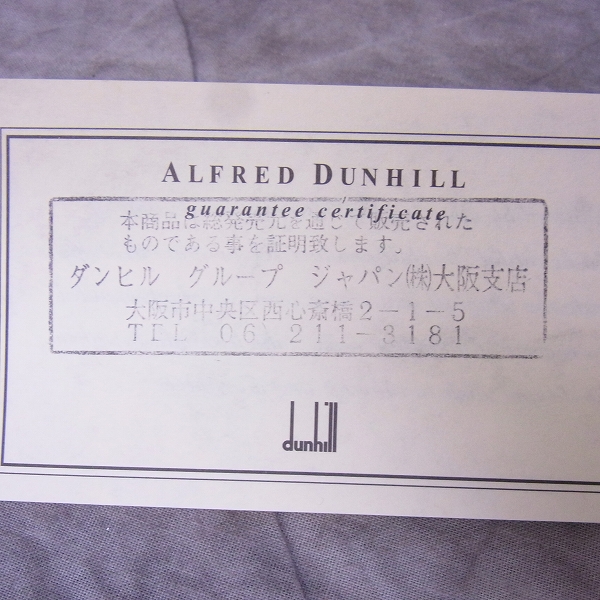 ALFRED DUNHILL
guarantee certificate
本商品は総発売元を通じて販売された
ものである事を証明致します。
ダンヒル グループ ジャパン㈱大阪支店
大阪市中央区西心斎橋2-1-5
TEL 06 211-3181
dunhill